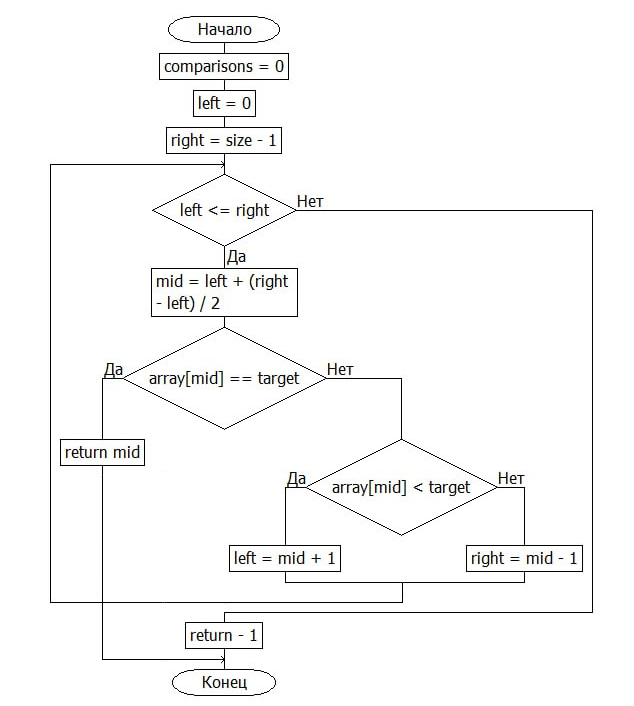 Начало
comparisons = 0
left = 0
right = size - 1
left <= right
Нет
Да
mid = left + (right
- left) / 2
Да
array[mid] == target
Нет
return mid
Да
array[mid] < target
Нет
left = mid + 1
right = mid - 1
return - 1
Конец